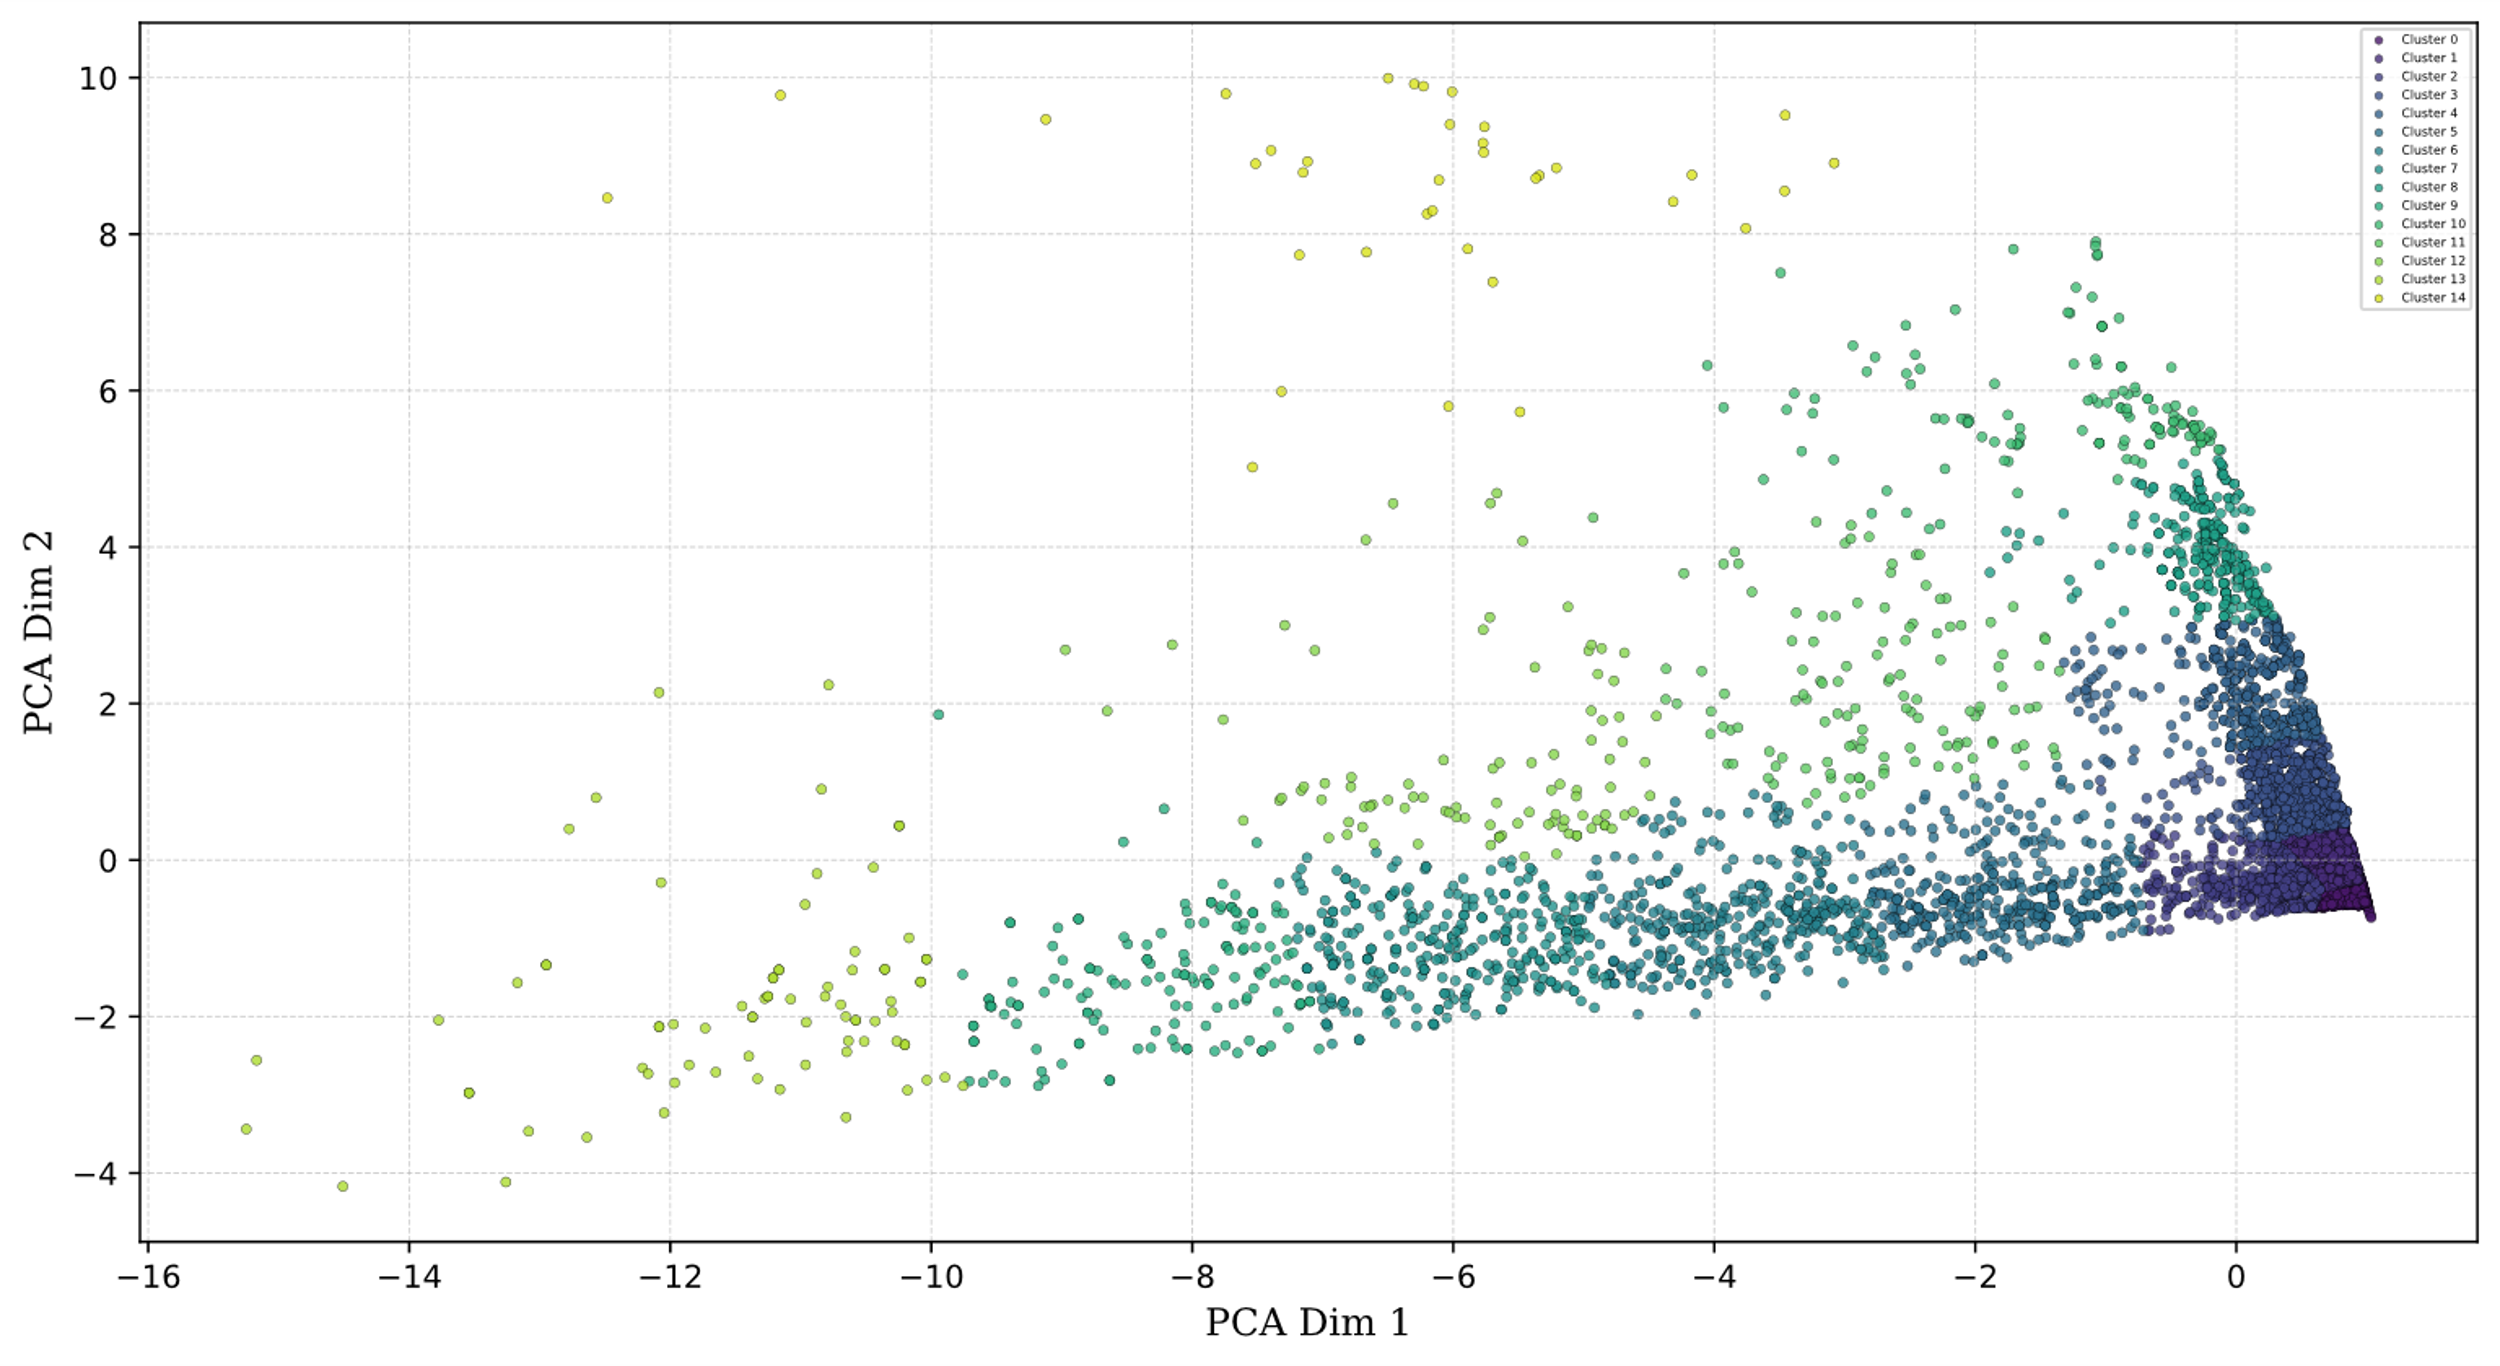 Cluster 0
Cluster 1
Cluster 2
Cluster 3
Cluster 4
Cluster 5
Cluster 6
Cluster 7
Cluster 8
Cluster 9
Cluster 10
Cluster 11
Cluster 12
Cluster 13
Cluster 14
10
8
6
4
2
0
−2
−4
PCA Dim 2
−16 −14 −12 −10 −8 −6 −4 −2 0
PCA Dim 1